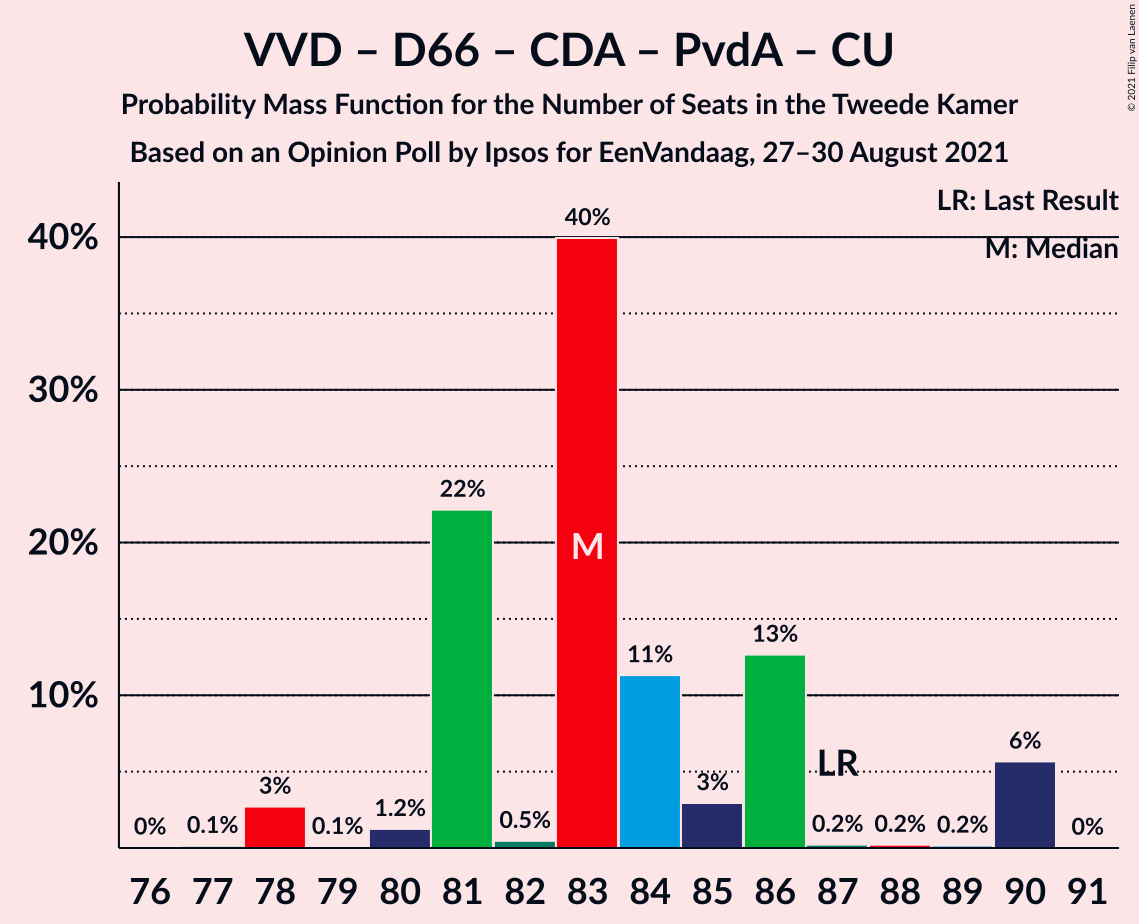 VVD – D66 – CDA – PvdA – CU
Probability Mass Function for the Number of Seats in the Tweede Kamer
Based on an Opinion Poll by Ipsos for EenVandaag, 27–30 August 2021
© 2021 Filip van Laenen
LR: Last Result
M: Median
40%
30%
20%
10%
0%
0.1%
3%
0.1%
1.2%
22%
0.5%
40%
M
11%
3%
13%
LR
0.2%
0.2%
0.2%
6%
0%
76 77 78 79 80 81 82 83 84 85 86 87 88 89 90 91